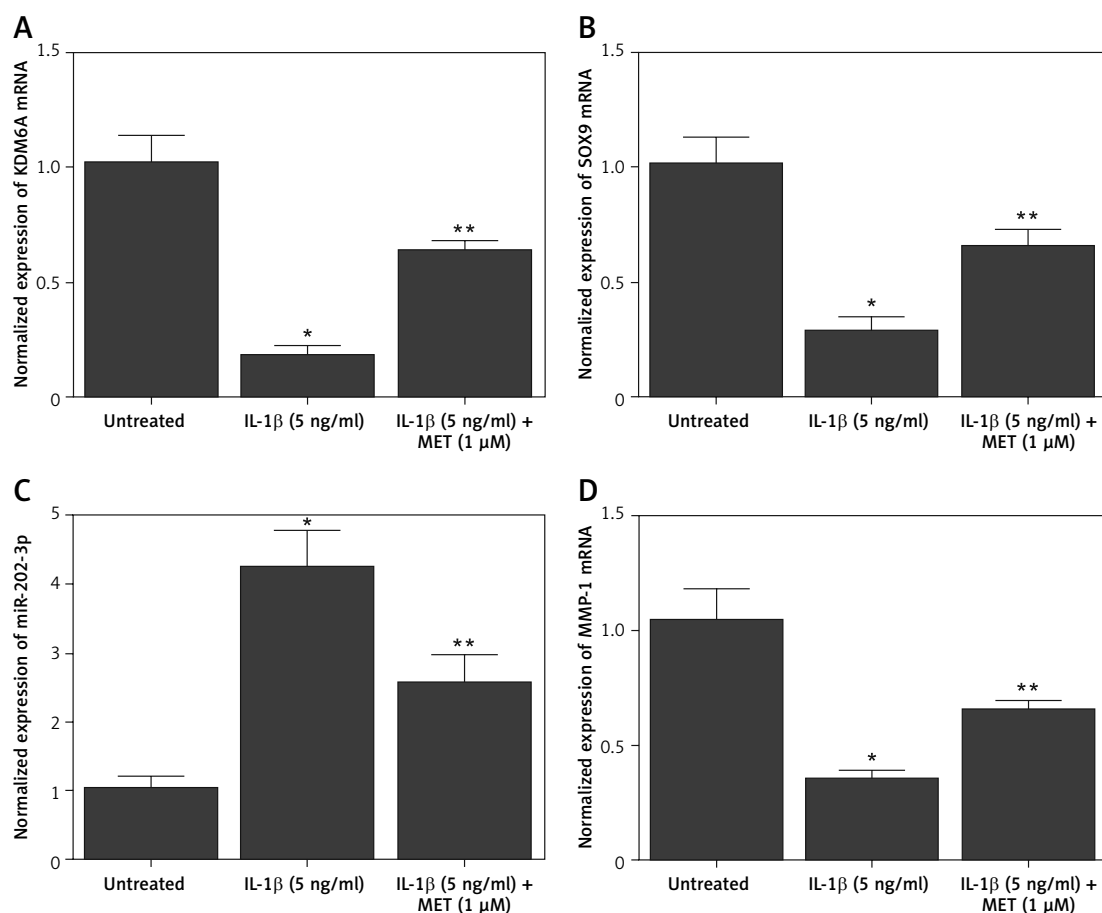 A
Normalized expression of KDM6A mRNA
1.5
1.0
0.5
0
*
**
Untreated
IL-1β (5 ng/ml)
IL-1β (5 ng/ml) +
MET (1 μM)
B
Normalized expression of SOX9 mRNA
1.5
1.0
0.5
0
*
**
Untreated
IL-1β (5 ng/ml)
IL-1β (5 ng/ml) +
MET (1 μM)
C
Normalized expression of miR-202-3p
5
4
3
2
1
0
*
**
Untreated
IL-1β (5 ng/ml)
IL-1β (5 ng/ml) +
MET (1 μM)
D
Normalized expression of MMP-1 mRNA
1.5
1.0
0.5
0
*
**
Untreated
IL-1β (5 ng/ml)
IL-1β (5 ng/ml) +
MET (1 μM)